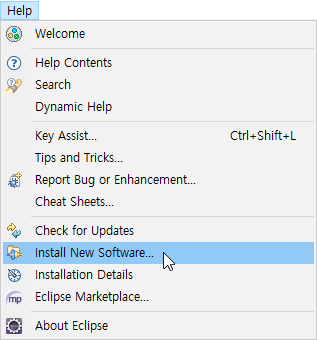 Help
Welcome
Help Contents
Search
Dynamic Help
Key Assist... Ctrl+Shift+L
Tips and Tricks...
Report Bug or Enhancement...
Cheat Sheets...
Check for Updates
Install New Software...
Installation Details
mp Eclipse Marketplace...
About Eclipse